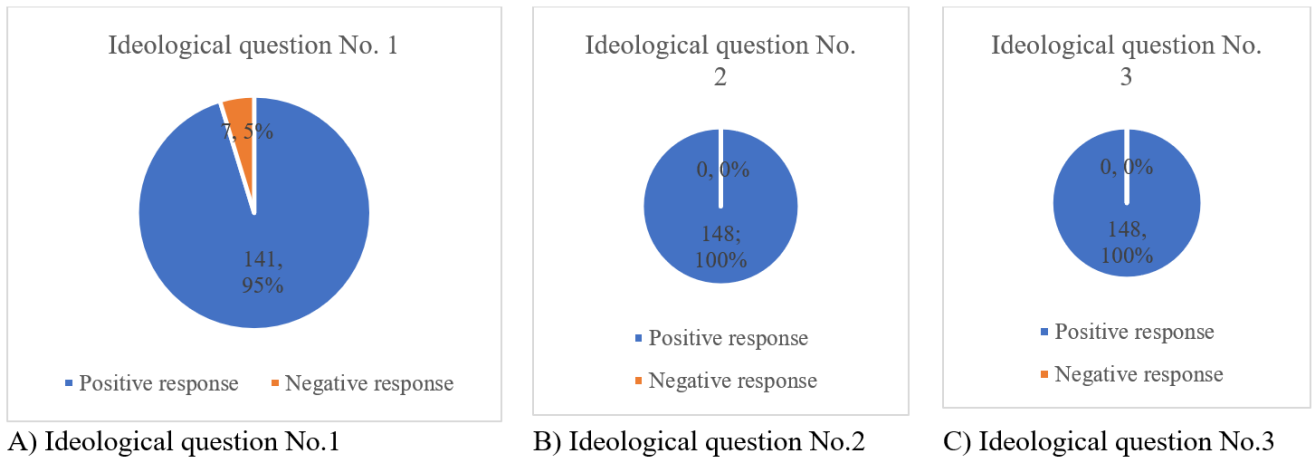 Ideological question No. 1
7, 5%
141,
95%
Positive response
Negative response
A) Ideological question No.1
Ideological question No.
2
0, 0%
148;
100%
Positive response
Negative response
B) Ideological question No.2
Ideological question No.
3
0, 0%
148,
100%
Positive response
Negative response
C) Ideological question No.3